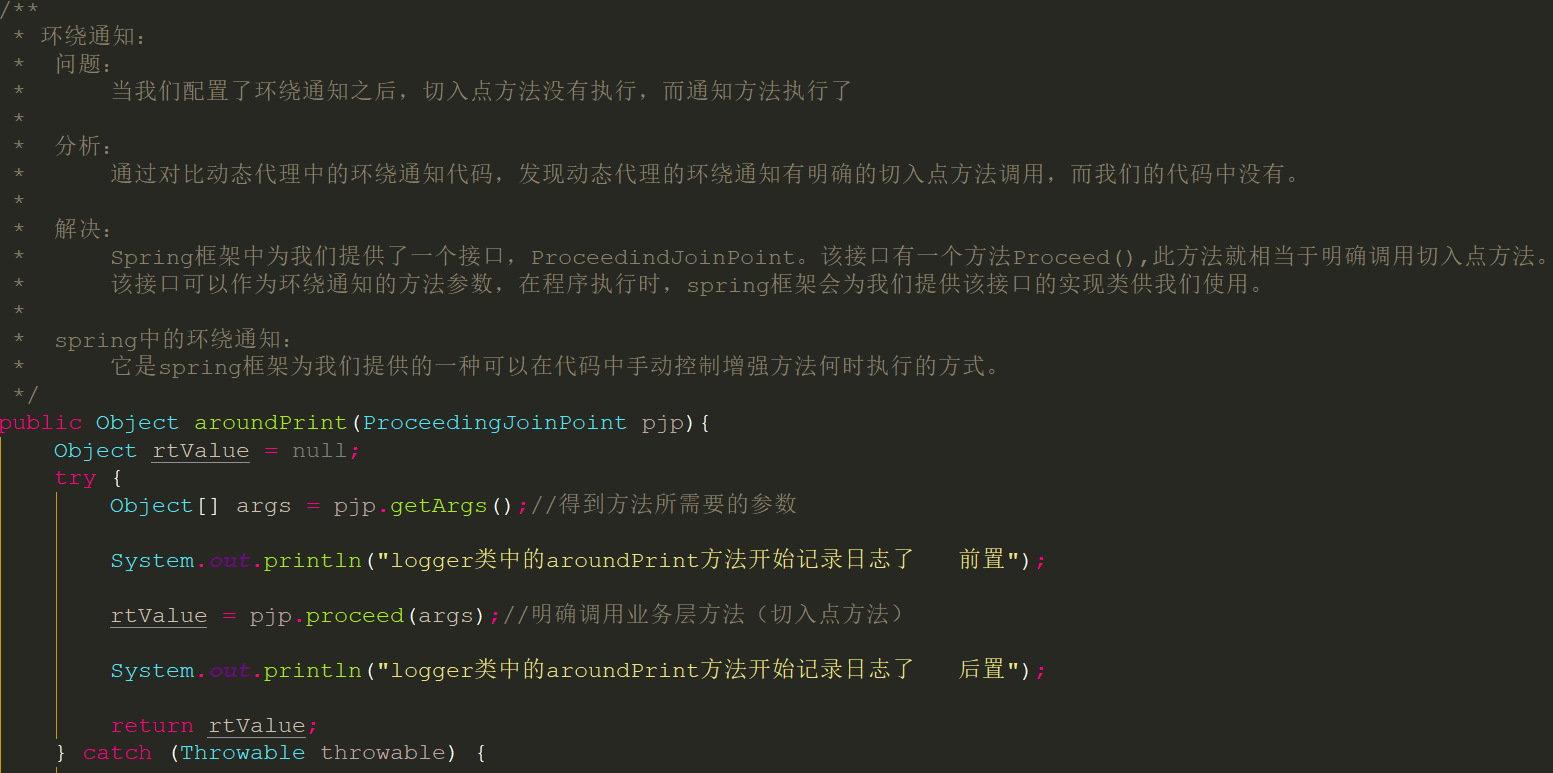 /**
 * 环绕通知：
 *  问题：
 *      当我们配置了环绕通知之后，切入点方法没有执行，而通知方法执行了
 *
 *  分析：
 *      通过对比动态代理中的环绕通知代码，发现动态代理的环绕通知有明确的切入点方法调用，而我们的代码中没有。
 *
 *  解决：
 *      Spring框架中为我们提供了一个接口，ProceedindJoinPoint。该接口有一个方法Proceed(),此方法就相当于明确调用切入点方法。
 *      该接口可以作为环绕通知的方法参数，在程序执行时，spring框架会为我们提供该接口的实现类供我们使用。
 *
 *  spring中的环绕通知：
 *      它是spring框架为我们提供的一种可以在代码中手动控制增强方法何时执行的方式。
 */
public Object aroundPrint(ProceedingJoinPoint pjp){
    Object rtValue = null;
    try {
        Object[] args = pjp.getArgs();//得到方法所需要的参数
        System.out.println("logger类中的aroundPrint方法开始记录日志了   前置");
        rtValue = pjp.proceed(args);//明确调用业务层方法（切入点方法）
        System.out.println("logger类中的aroundPrint方法开始记录日志了   后置");
        return rtValue;
    } catch (Throwable throwable) {